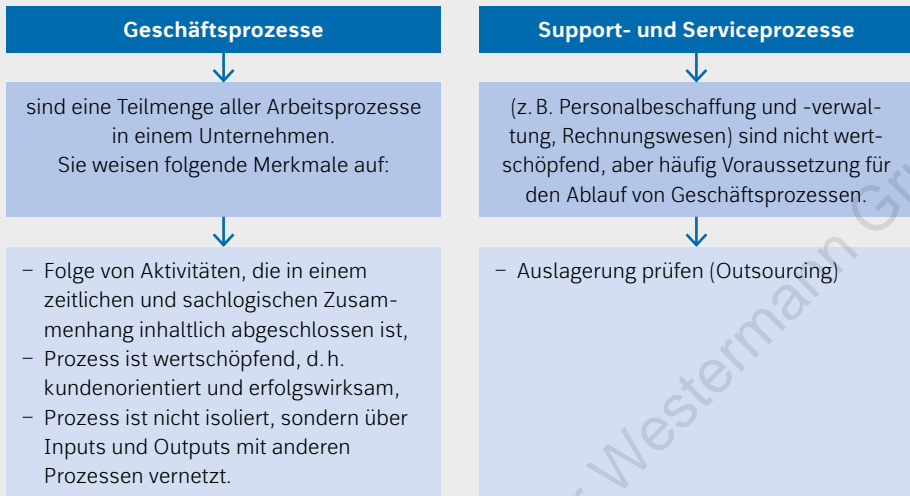 Geschäftsprozesse
sind eine Teilmenge aller Arbeitsprozesse
in einem Unternehmen.
Sie weisen folgende Merkmale auf:
– Folge von Aktivitäten, die in einem
zeitlichen und sachlogischen Zusam-
menhang inhaltlich abgeschlossen ist,
– Prozess ist wertschöpfend, d. h.
kundenorientiert und erfolgswirksam,
– Prozess ist nicht isoliert, sondern über
Inputs und Outputs mit anderen
Prozessen vernetzt.
Support- und Serviceprozesse
(z. B. Personalbeschaffung und -verwal-
tung, Rechnungswesen) sind nicht wert-
schöpfend, aber häufig Voraussetzung für
den Ablauf von Geschäftsprozessen.
– Auslagerung prüfen (Outsourcing)
Westermann